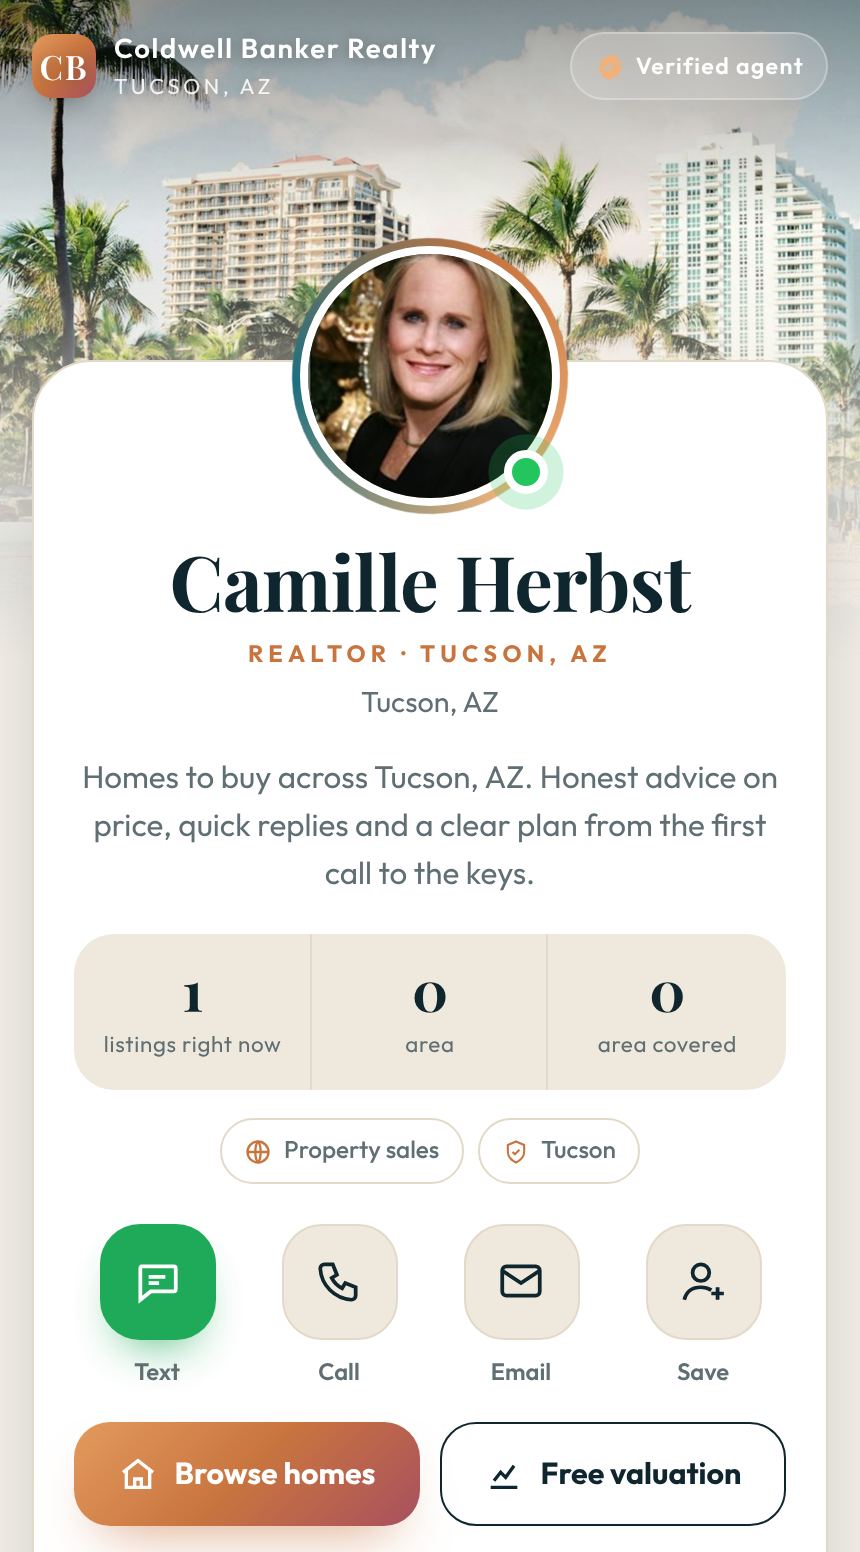 CB
Coldwell Banker Realty
TUCSON, AZ
Verified agent
Camille Herbst
REALTOR · TUCSON, AZ
Tucson, AZ
Homes to buy across Tucson, AZ. Honest advice on
price, quick replies and a clear plan from the first
call to the keys.
1
listings right now
0
area
0
area covered
Property sales
Tucson
Text
Call
Email
Save
Browse homes
Free valuation